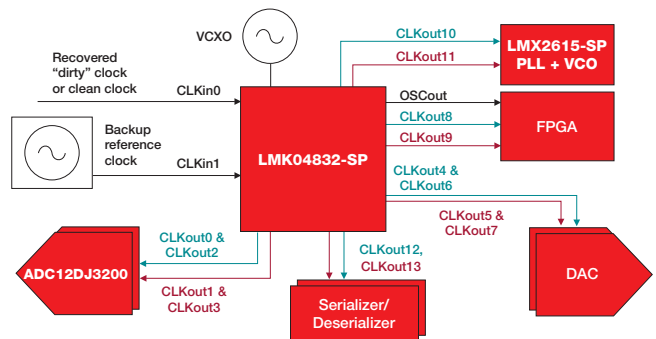 VCXO
CLKout10
CLKout11
LMX2615-SP
PLL + VCO
Recovered
“dirty” clock
or clean clock
CLKin0
OSCout
CLKout8
CLKout9
FPGA
Backup
reference
clock
CLKin1
LMK04832-SP
CLKout4 &
CLKout6
CLKout5 &
CLKout7
DAC
CLKout0 &
CLKout2
ADC12DJ3200
CLKout1 &
CLKout3
CLKout12,
CLKout13
Serializer/
Deserializer